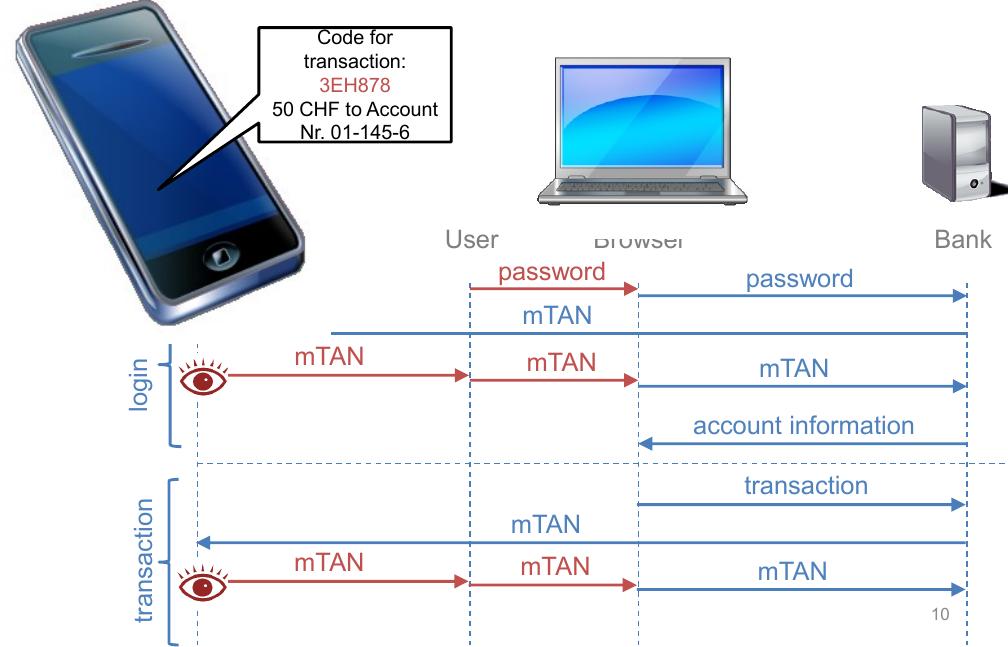 Code for
transaction:
3EH878
50 CHF to Account
Nr. 01-145-6
User
Browser
Bank
password
password
mTAN
mTAN
mTAN
mTAN
login
account information
transaction
mTAN
mTAN
mTAN
mTAN
transaction
10